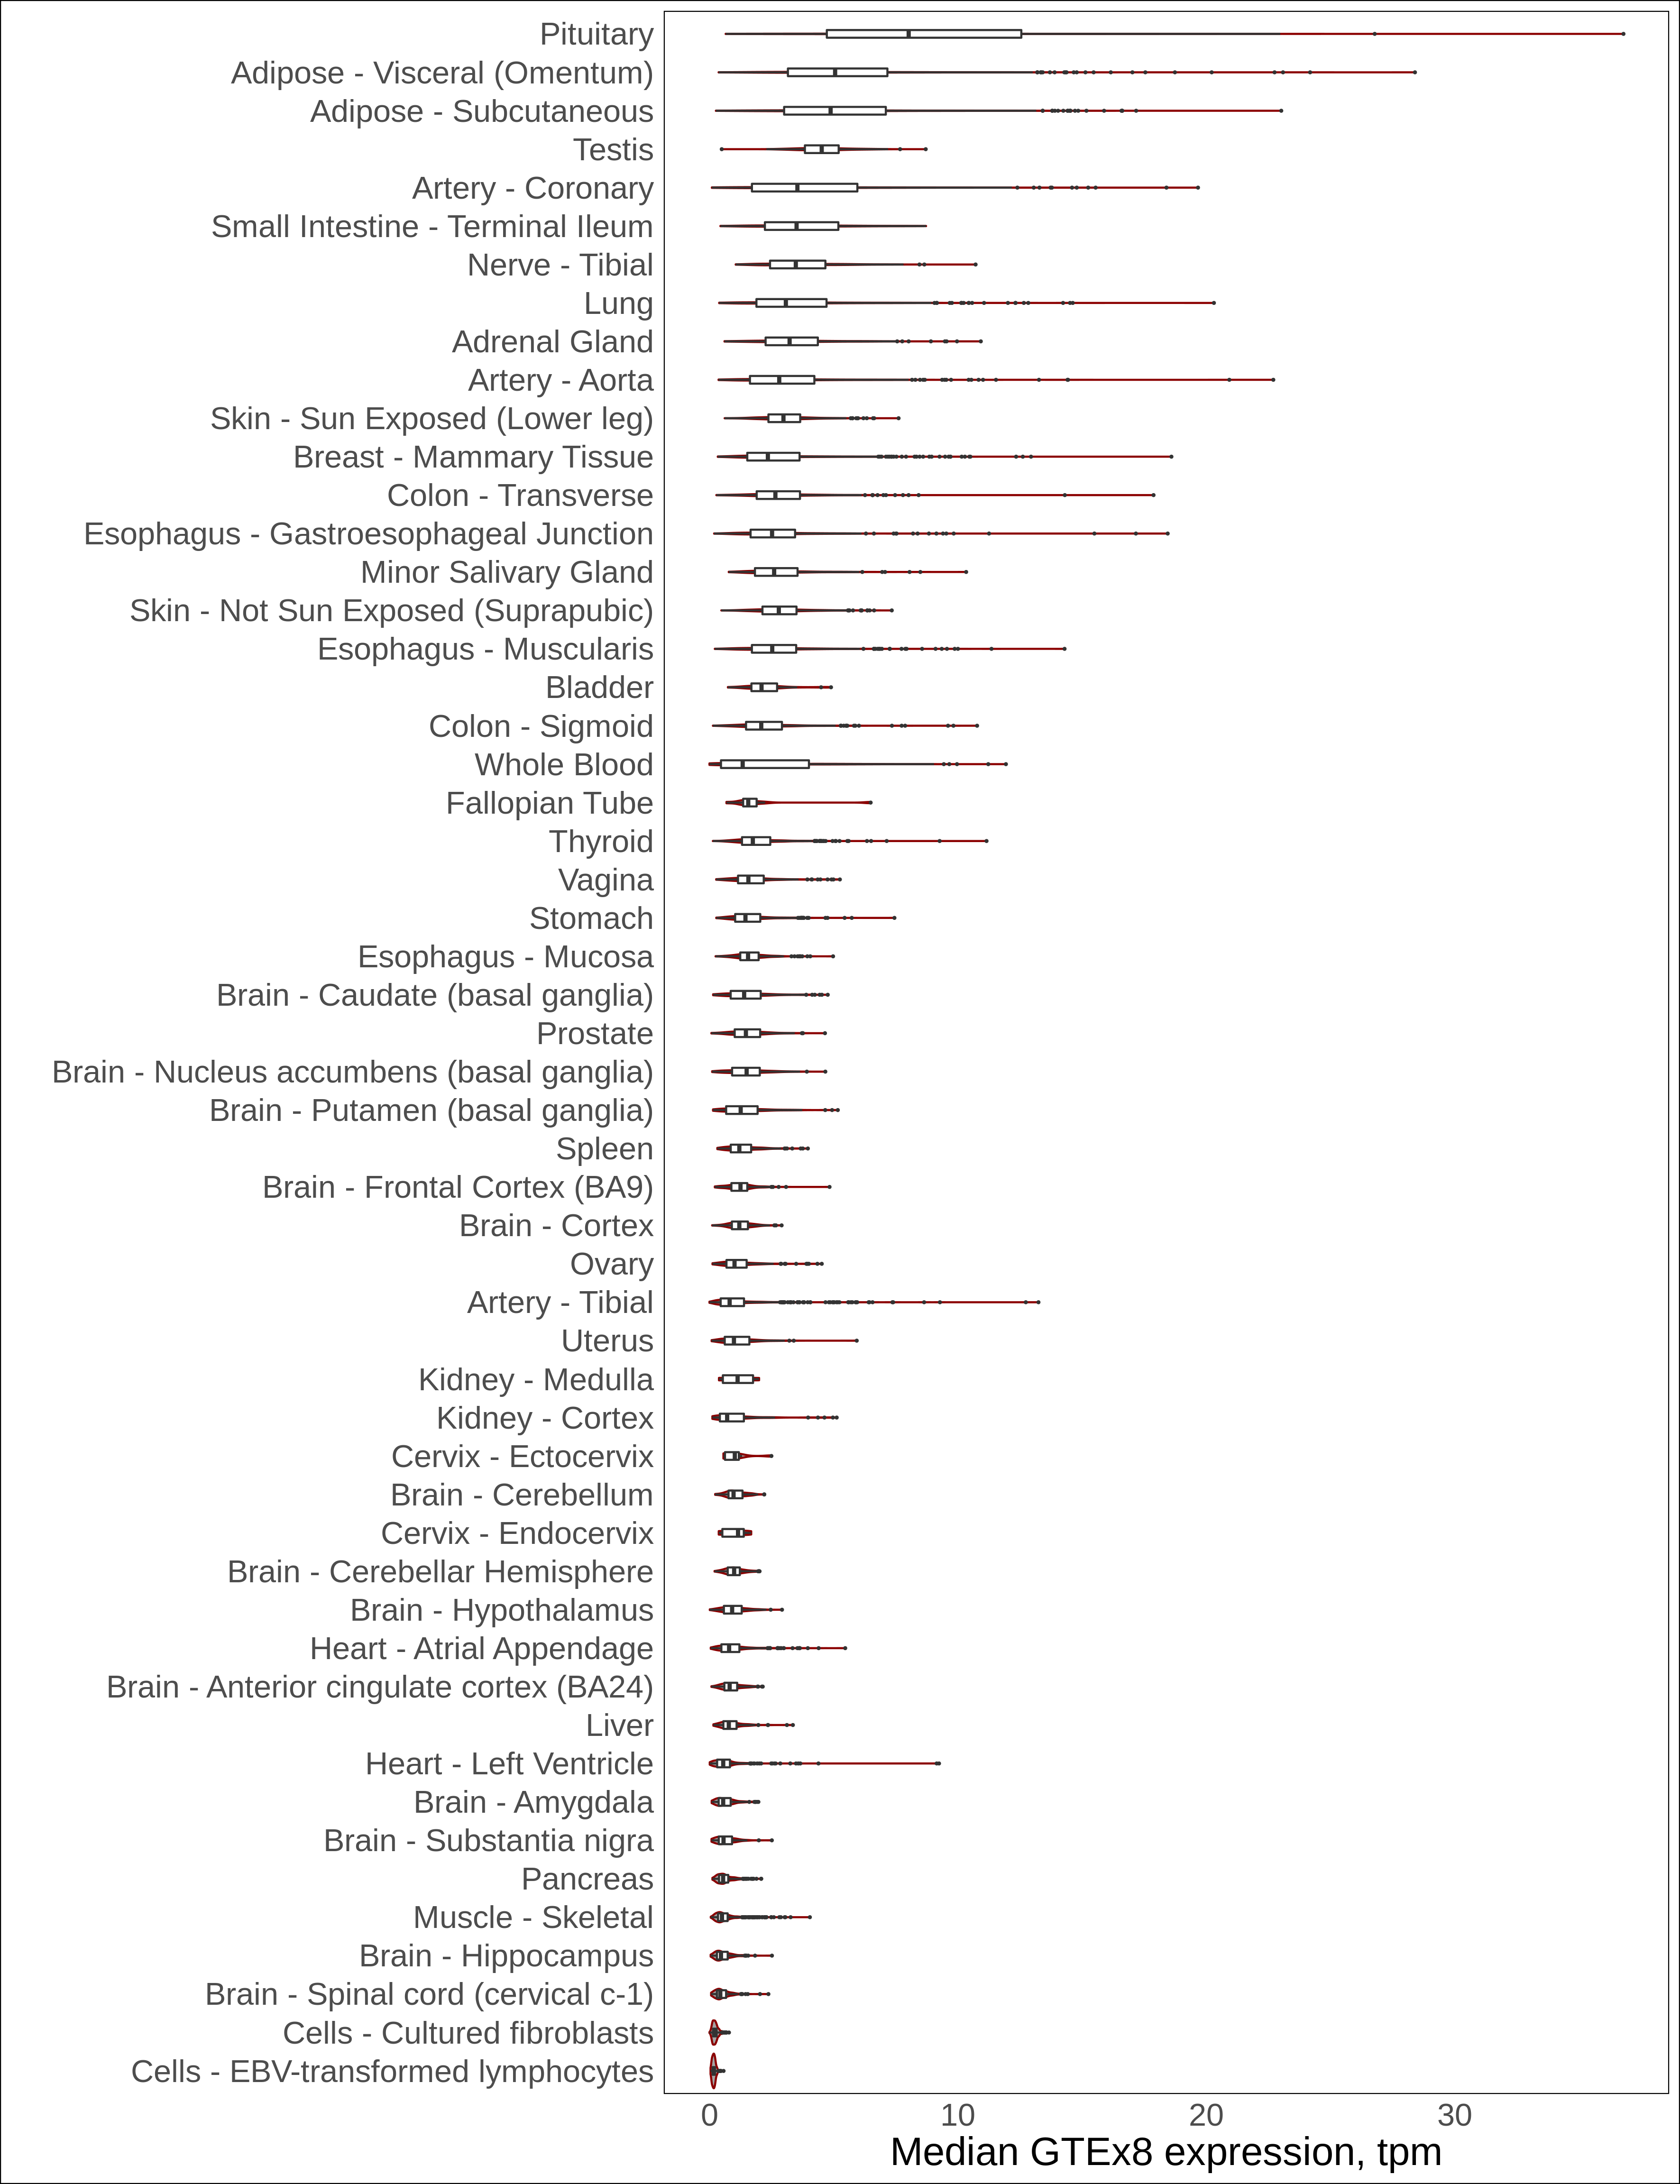 Pituitary
Adipose - Visceral (Omentum)
Adipose - Subcutaneous
Testis
Artery - Coronary
Small Intestine - Terminal Ileum
Nerve - Tibial
Lung
Adrenal Gland
Artery - Aorta
Skin - Sun Exposed (Lower leg)
Breast - Mammary Tissue
Colon - Transverse
Esophagus - Gastroesophageal Junction
Minor Salivary Gland
Skin - Not Sun Exposed (Suprapubic)
Esophagus - Muscularis
Bladder
Colon - Sigmoid
Whole Blood
Fallopian Tube
Thyroid
Vagina
Stomach
Esophagus - Mucosa
Brain - Caudate (basal ganglia)
Prostate
Brain - Nucleus accumbens (basal ganglia)
Brain - Putamen (basal ganglia)
Spleen
Brain - Frontal Cortex (BA9)
Brain - Cortex
Ovary
Artery - Tibial
Uterus
Kidney - Medulla
Kidney - Cortex
Cervix - Ectocervix
Brain - Cerebellum
Cervix - Endocervix
Brain - Cerebellar Hemisphere
Brain - Hypothalamus
Heart - Atrial Appendage
Brain - Anterior cingulate cortex (BA24)
Liver
Heart - Left Ventricle
Brain - Amygdala
Brain - Substantia nigra
Pancreas
Muscle - Skeletal
Brain - Hippocampus
Brain - Spinal cord (cervical c-1)
Cells - Cultured fibroblasts
Cells - EBV-transformed lymphocytes
0 10 20 30
Median GTEx8 expression, tpm